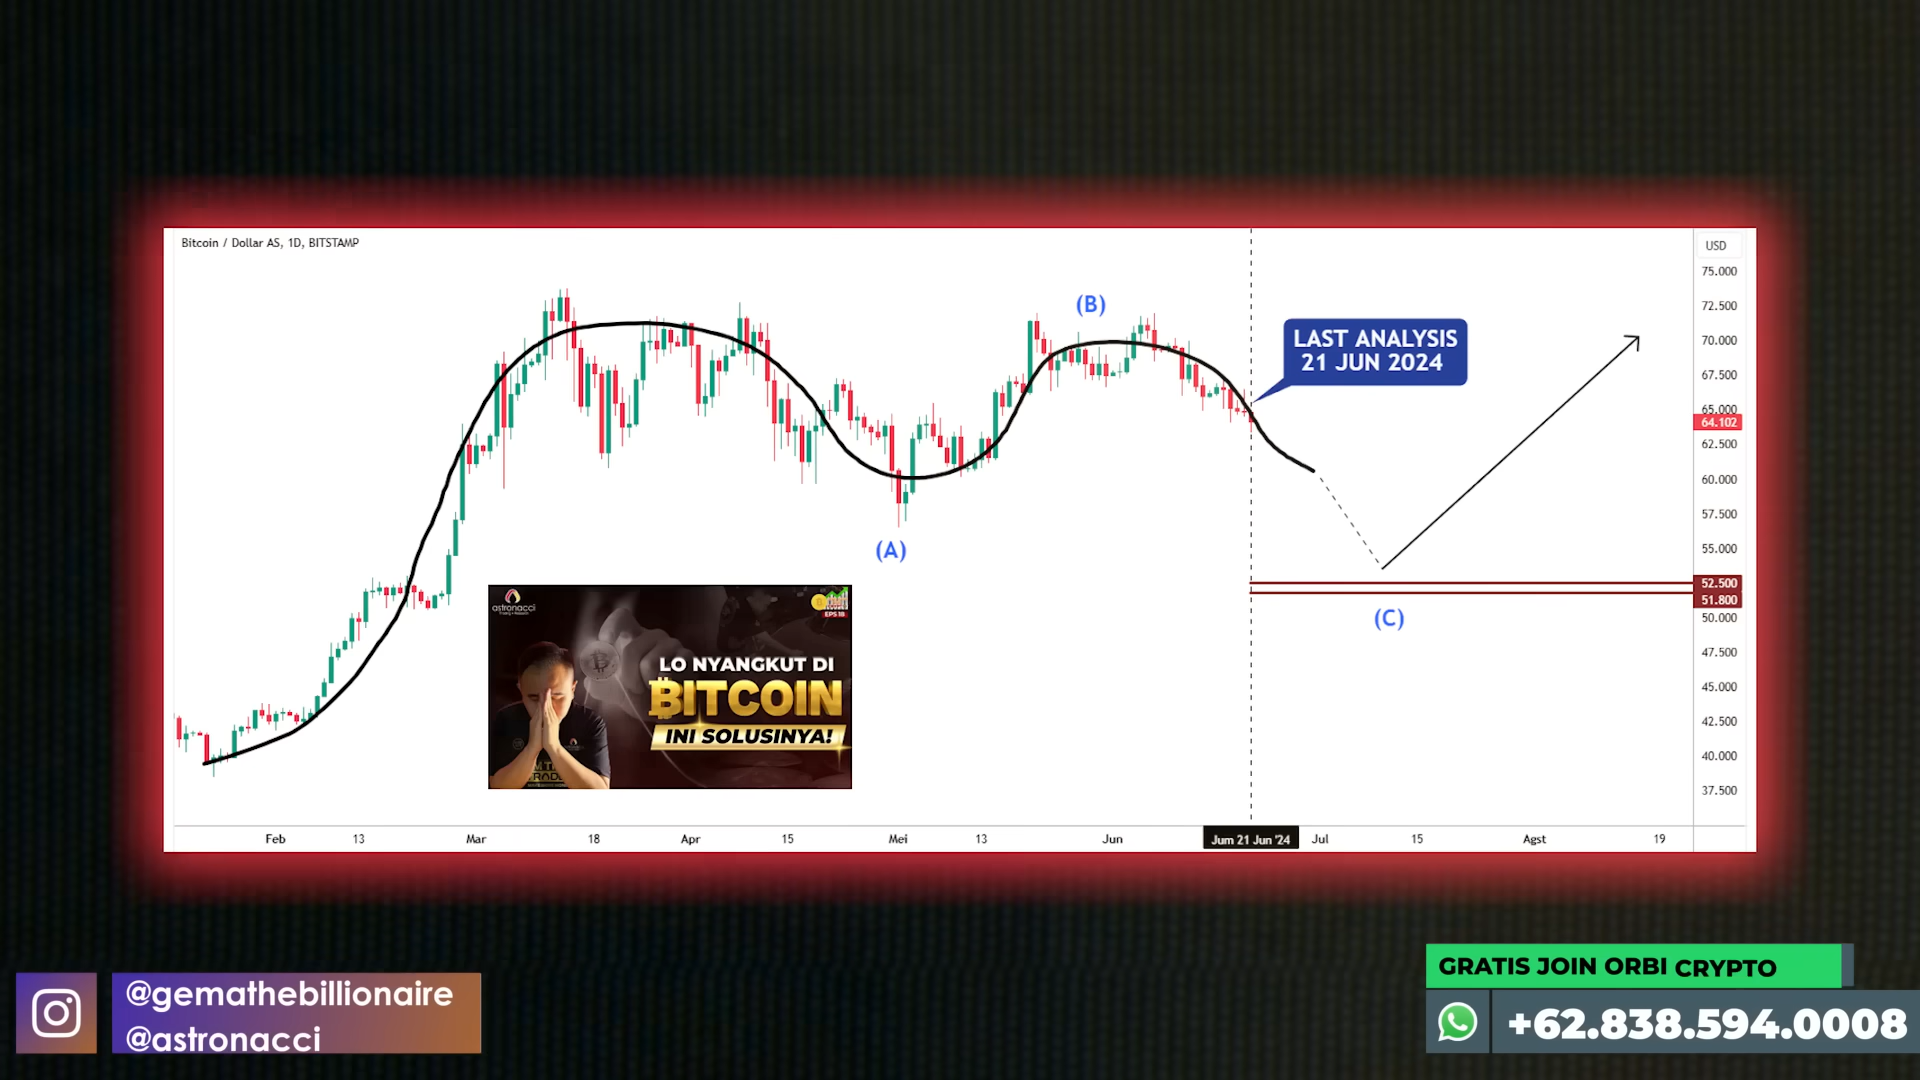 Bitcoin / Dollar AS, 1D, BITSTAMP
USD
75.000
72.500
70.000
67.500
65.000
64.102
62.500
60.000
57.500
55.000
52.500
51.800
50.000
47.500
45.000
42.500
40.000
37.500
(B)
LAST ANALYSIS
21 JUN 2024
(A)
(C)
astronacci
EPS 18
LO NYANGKUT DI
BITCOIN
INI SOLUSINYA!
Feb 13 Mar 18 Apr 15 Mei 13 Jun Jum 21 Jun '24 Jul 15 Agst 19
@gemathebillionaire
@astronacci
GRATIS JOIN ORBI CRYPTO
+62.838.594.0008